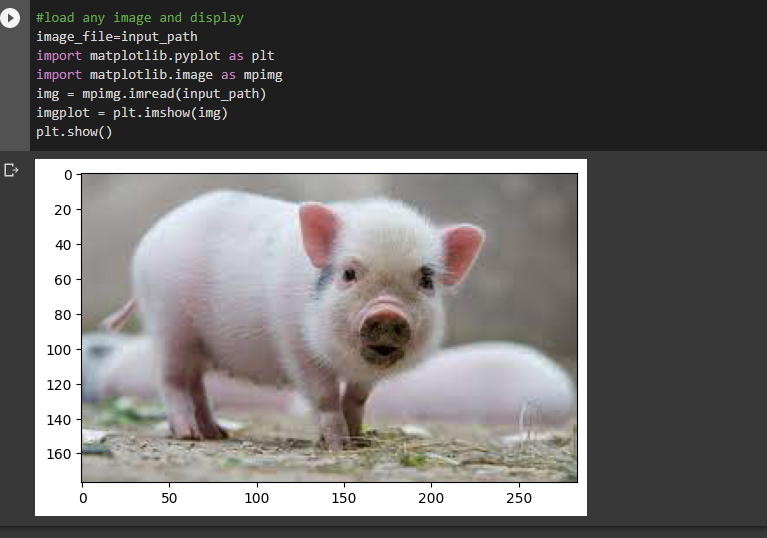 #load any image and display
image_file=input_path
import matplotlib.pyplot as plt
import matplotlib.image as mpimg
img = mpimg.imread(input_path)
imgplot = plt.imshow(img)
plt.show()
0
20
40
60
80
100
120
140
160
0 50 100 150 200 250